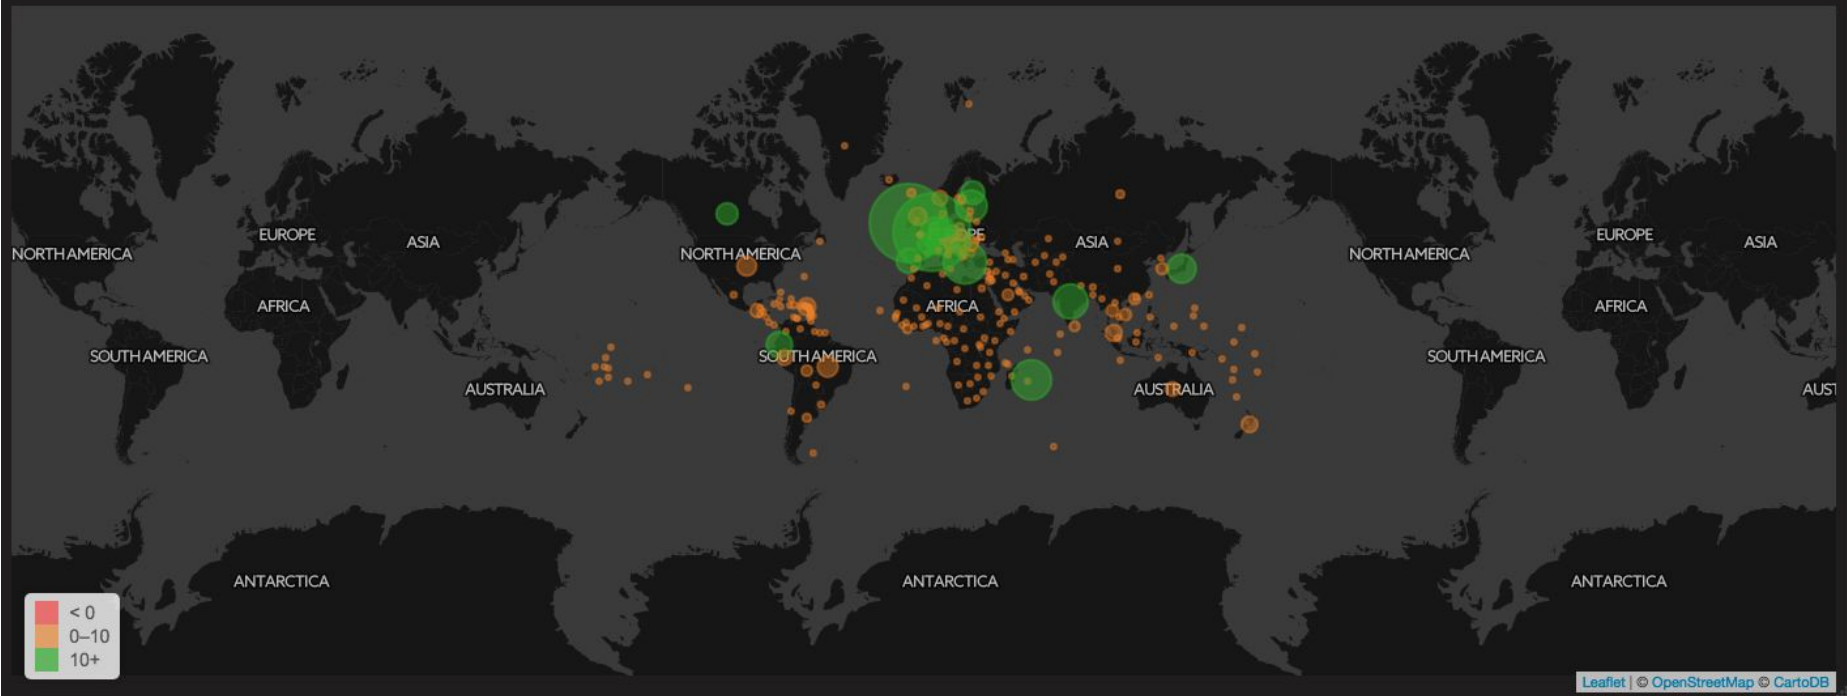 EUROPE
ASIA
NORTH AMERICA
AFRICA
SOUTH AMERICA
AUSTRALIA
ANTARCTICA
PE
ASIA
NORTH AMERICA
AFRICA
SOUTH AMERICA
AUSTRALIA
ANTARCTICA
EUROPE
ASIA
NORTH AMERICA
AFRICA
SOUTH AMERICA
AUST
ANTARCTICA
< 0
0–10
10+
Leaflet | © OpenStreetMap © CartoDB